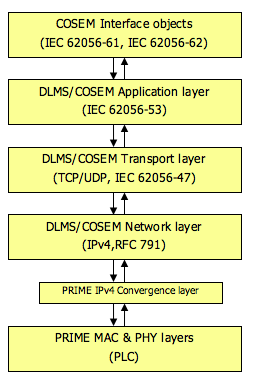 COSEM Interface objects
(IEC 62056-61, IEC 62056-62)
DLMS/COSEM Application layer
(IEC 62056-53)
DLMS/COSEM Transport layer
(TCP/UDP, IEC 62056-47)
DLMS/COSEM Network layer
(IPv4,RFC 791)
PRIME IPv4 Convergence layer
PRIME MAC & PHY layers
(PLC)